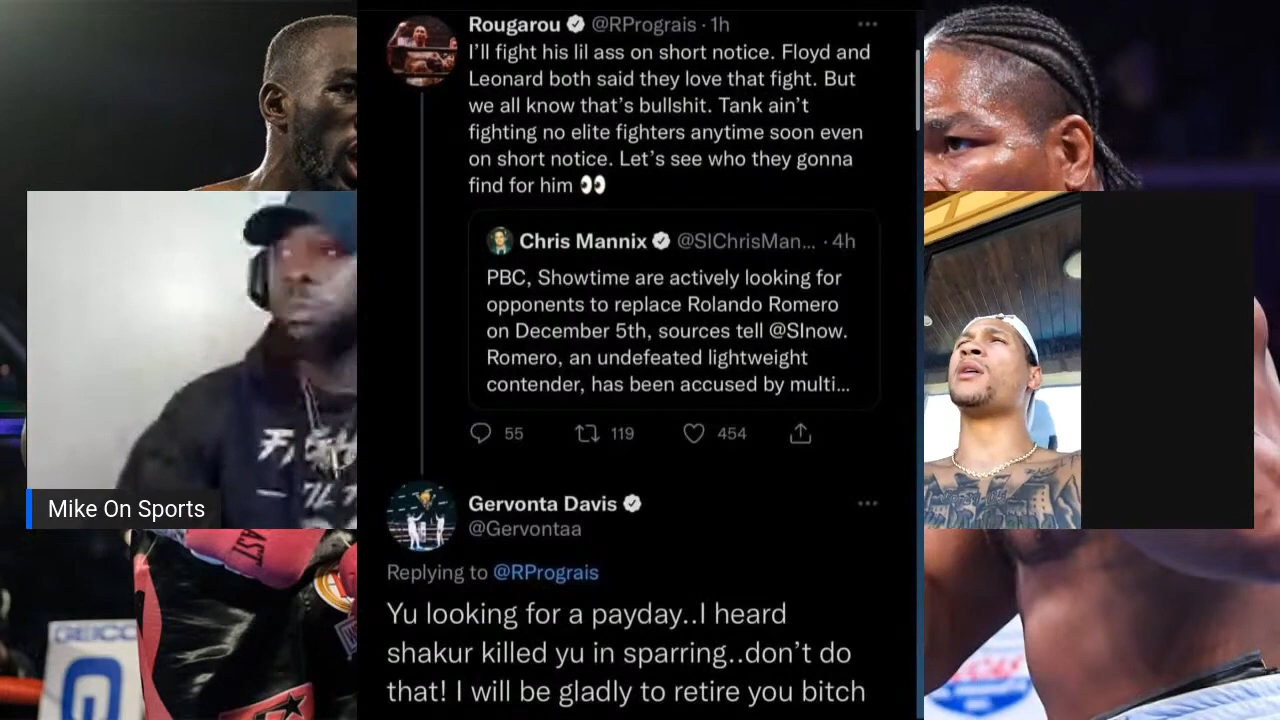 Rougarou @RPrograis · 1h
I'll fight his lil ass on short notice. Floyd and
Leonard both said they love that fight. But
we all know that's bullshit. Tank ain't
fighting no elite fighters anytime soon even
on short notice. Let's see who they gonna
find for him 👀
Chris Mannix @SIChrisMan... · 4h
PBC, Showtime are actively looking for
opponents to replace Rolando Romero
on December 5th, sources tell @SInow.
Romero, an undefeated lightweight
contender, has been accused by multi...
55 119 454
Gervonta Davis
@Gervontaa
Replying to @RPrograis
Yu looking for a payday..I heard
shakur killed yu in sparring..don't do
that! I will be gladly to retire you bitch
Mike On Sports
GEICO